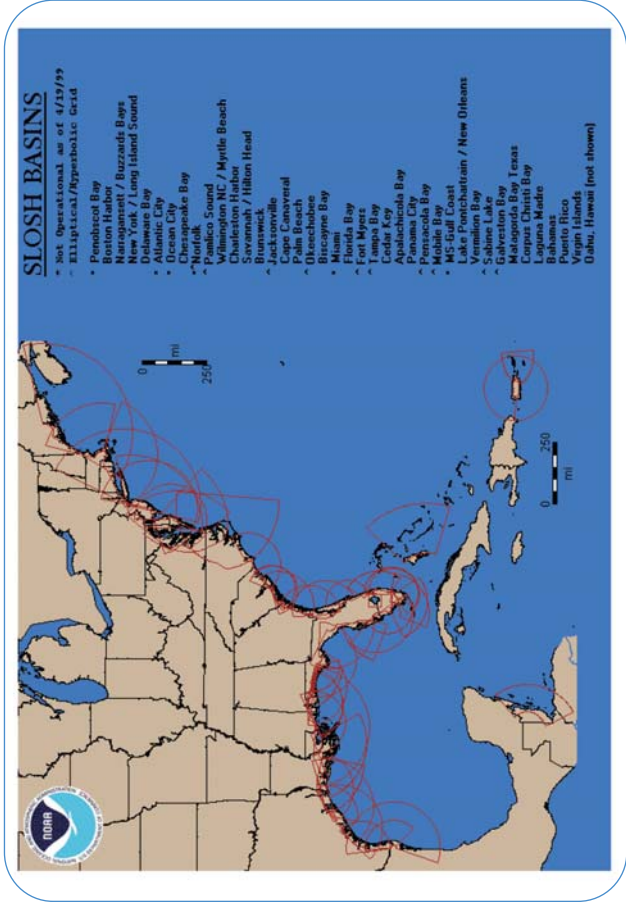 SLOSH BASINS
* Not Operational as of 4/19/99
^ Elliptical/Hyperbolic Grid
* Penobscot Bay
Boston Harbor
Narragansett / Buzzards Bays
New York / Long Island Sound
Delaware Bay
* Atlantic City
* Ocean City
Chesapeake Bay
*^Norfolk
^ Pamlico Sound
Wilmington NC / Myrtle Beach
Charleston Harbor
Savannah / Hilton Head
Brunswick
^ Jacksonville
Cape Canaveral
Palm Beach
^ Okeechobee
Biscayne Bay
* Miami
Florida Bay
^ Fort Myers
^ Tampa Bay
Cedar Key
Apalachicola Bay
Panama City
^ Pensacola Bay
^ Mobile Bay
* MS-Gulf Coast
Lake Pontchartrain / New Orleans
Vermilion Bay
^ Sabine Lake
^ Galveston Bay
Matagorda Bay Texas
Corpus Christi Bay
Laguna Madre
Bahamas
Puerto Rico
Virgin Islands
Oahu, Hawaii (not shown)
0
mi
250
0
mi
250
NOAA